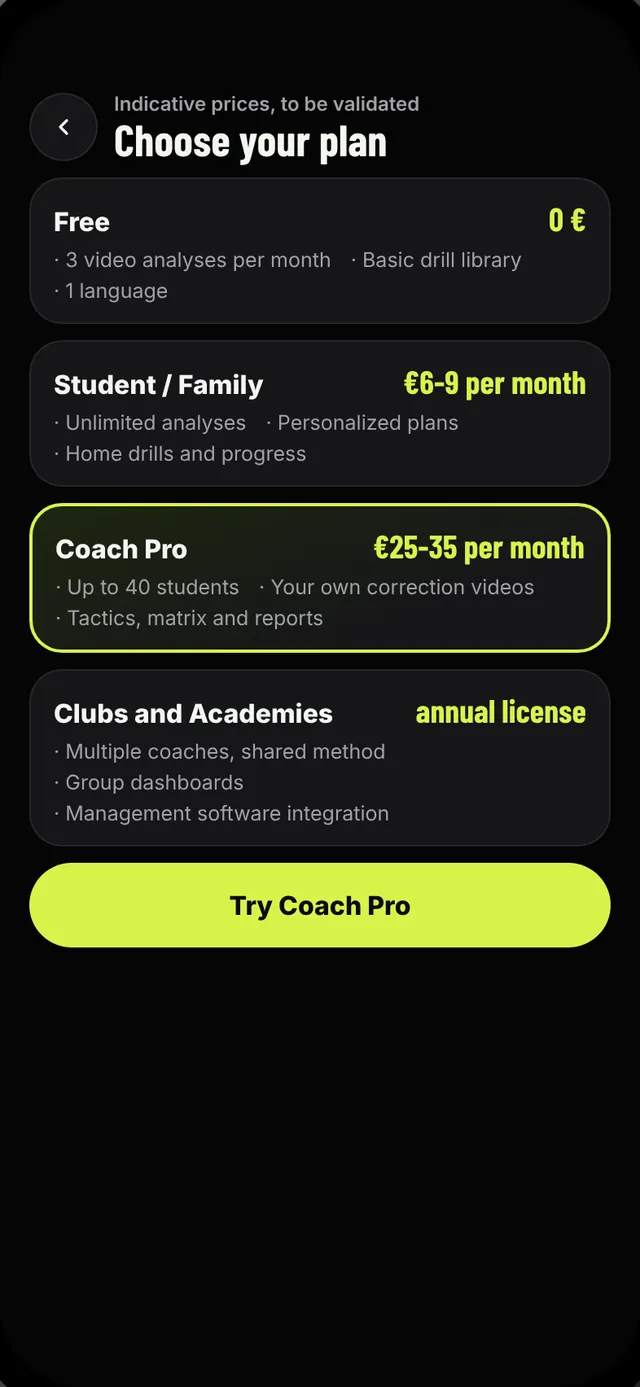 Indicative prices, to be validated
Choose your plan
Free 0 €
· 3 video analyses per month · Basic drill library
· 1 language
Student / Family €6-9 per month
· Unlimited analyses · Personalized plans
· Home drills and progress
Coach Pro €25-35 per month
· Up to 40 students · Your own correction videos
· Tactics, matrix and reports
Clubs and Academies annual license
· Multiple coaches, shared method
· Group dashboards
· Management software integration
Try Coach Pro